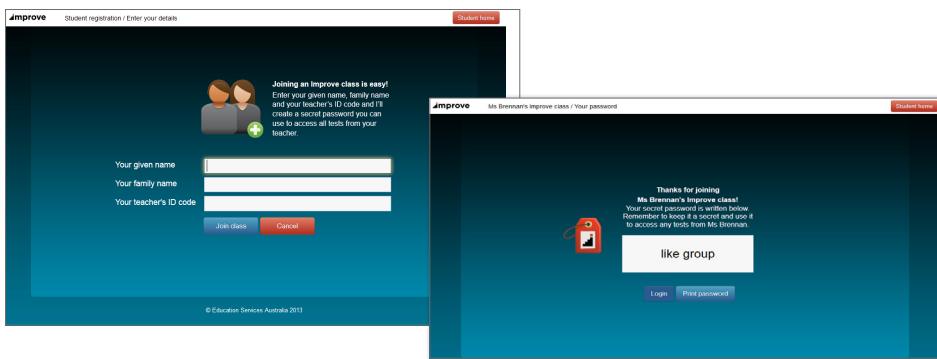 improve Student registration / Enter your details Student home
Joining an Improve class is easy!
Enter your given name, family name
and your teacher's ID code and I'll
create a secret password you can
use to access all tests from your
teacher.
Your given name
Your family name
Your teacher's ID code
Join class Cancel
© Education Services Australia 2013
improve Ms Brennan's Improve class / Your password Student home
Thanks for joining
Ms Brennan's Improve class!
Your secret password is written below.
Remember to keep it a secret and use it
to access any tests from Ms Brennan.
like group
Login Print password